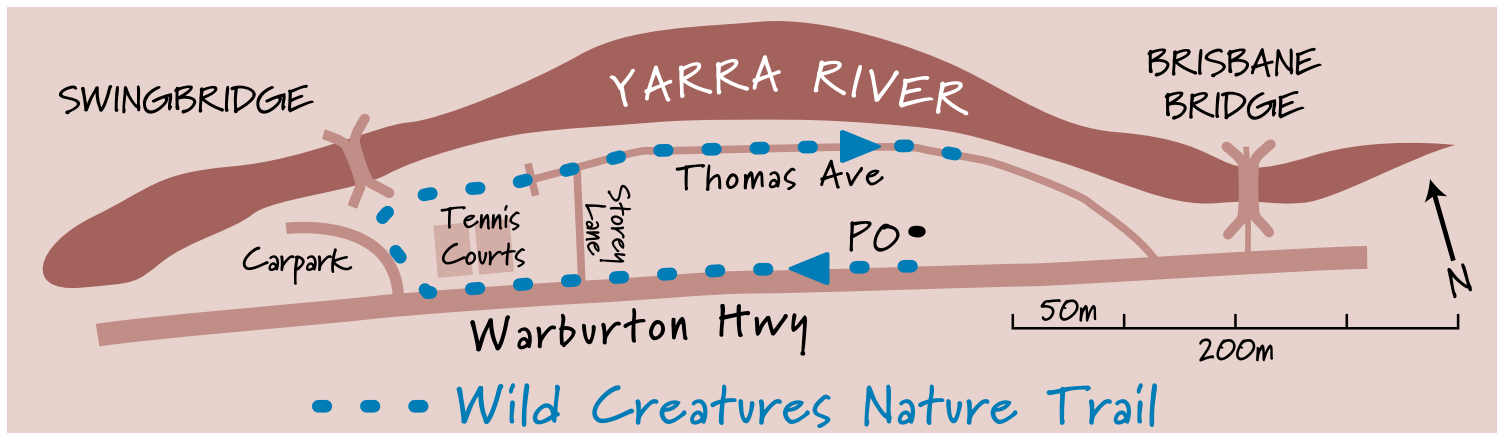 SWINGBRIDGE
YARRA RIVER
BRISBANE
BRIDGE
Thomas Ave
Storey
Lane
Tennis
Courts
Carpark
PO
N
Warburton Hwy
50m
200m
Wild Creatures Nature Trail